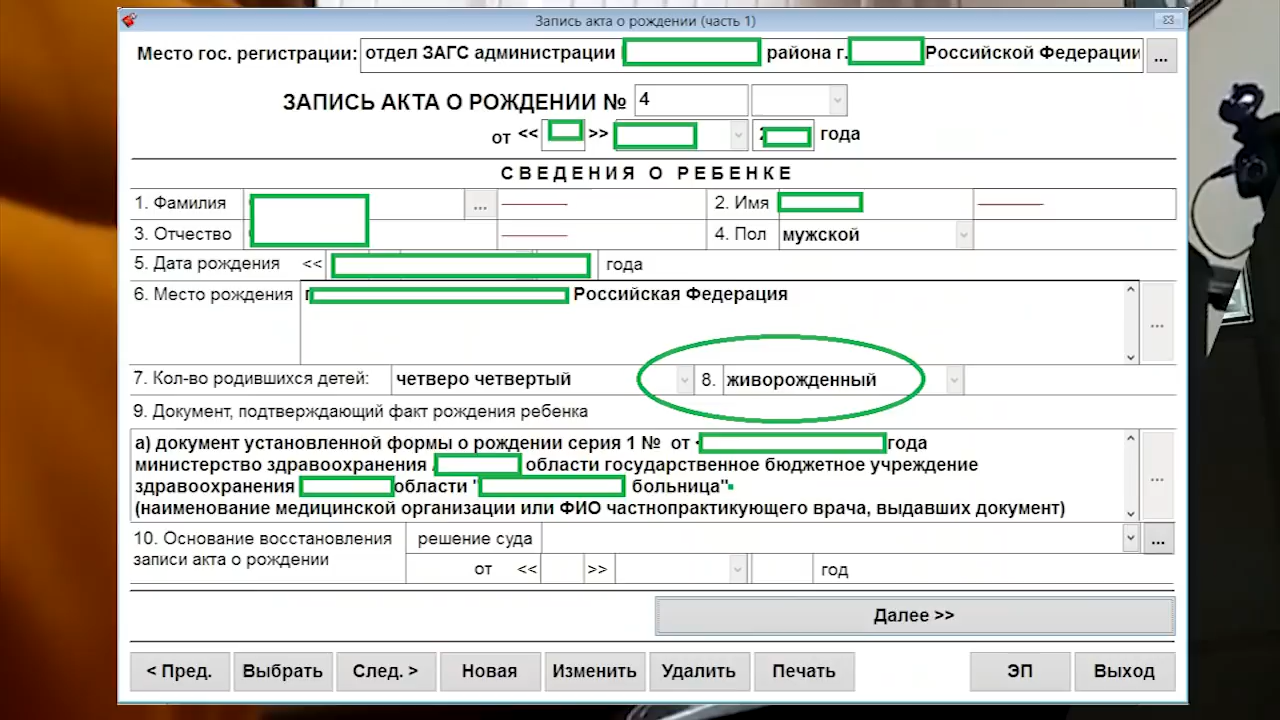 Запись акта о рождении (часть 1)
Место гос. регистрации: отдел ЗАГС администрации района г. Российской Федерации ...
ЗАПИСЬ АКТА О РОЖДЕНИИ № 4
от << >> года
СВЕДЕНИЯ О РЕБЕНКЕ
1. Фамилия ... 2. Имя
3. Отчество 4. Пол мужской
5. Дата рождения << года
6. Место рождения Российская Федерация ...
7. Кол-во родившихся детей: четверо четвертый 8. живорожденный
9. Документ, подтверждающий факт рождения ребенка
а) документ установленной формы о рождении серия 1 № от года
министерство здравоохранения области государственное бюджетное учреждение
здравоохранения области " больница" ...
(наименование медицинской организации или ФИО частнопрактикующего врача, выдавших документ)
10. Основание восстановления решение суда ...
записи акта о рождении
от << >> год
Далее >>
< Пред. Выбрать След. > Новая Изменить Удалить Печать ЭП Выход